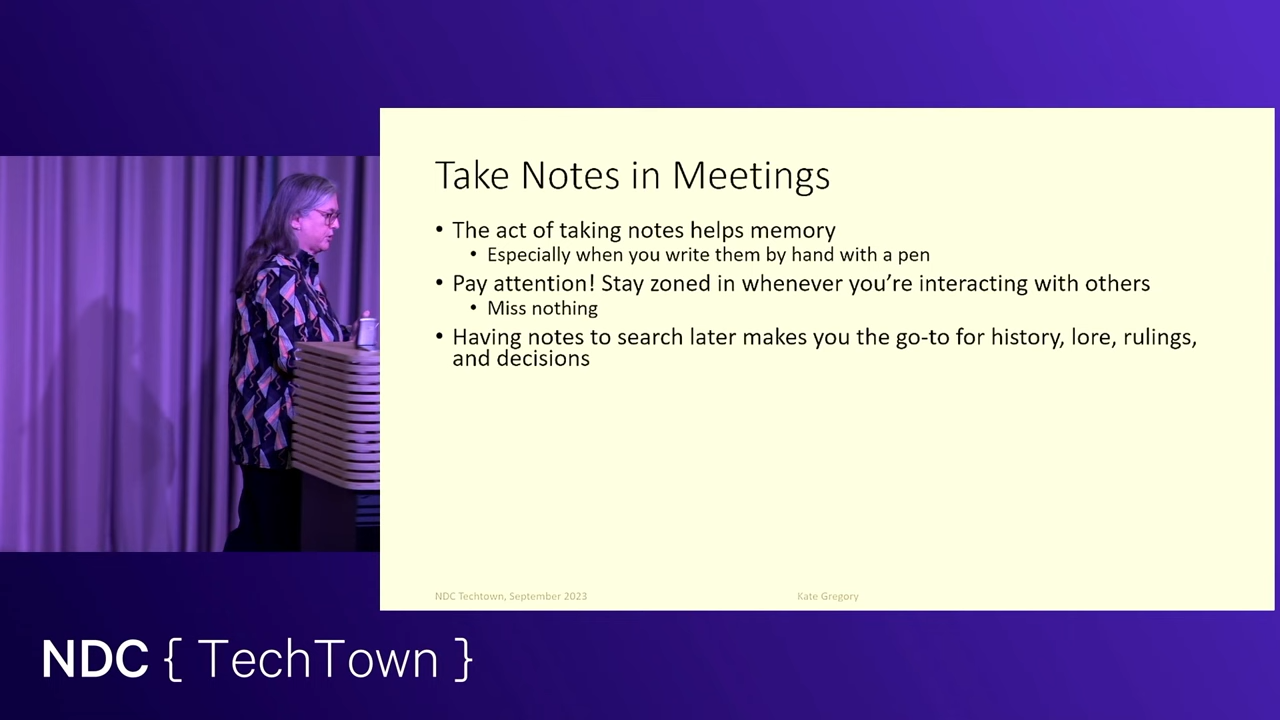 Take Notes in Meetings
• The act of taking notes helps memory
• Especially when you write them by hand with a pen
• Pay attention! Stay zoned in whenever you're interacting with others
• Miss nothing
• Having notes to search later makes you the go-to for history, lore, rulings,
and decisions
NDC Techtown, September 2023
Kate Gregory
NDC { TechTown }